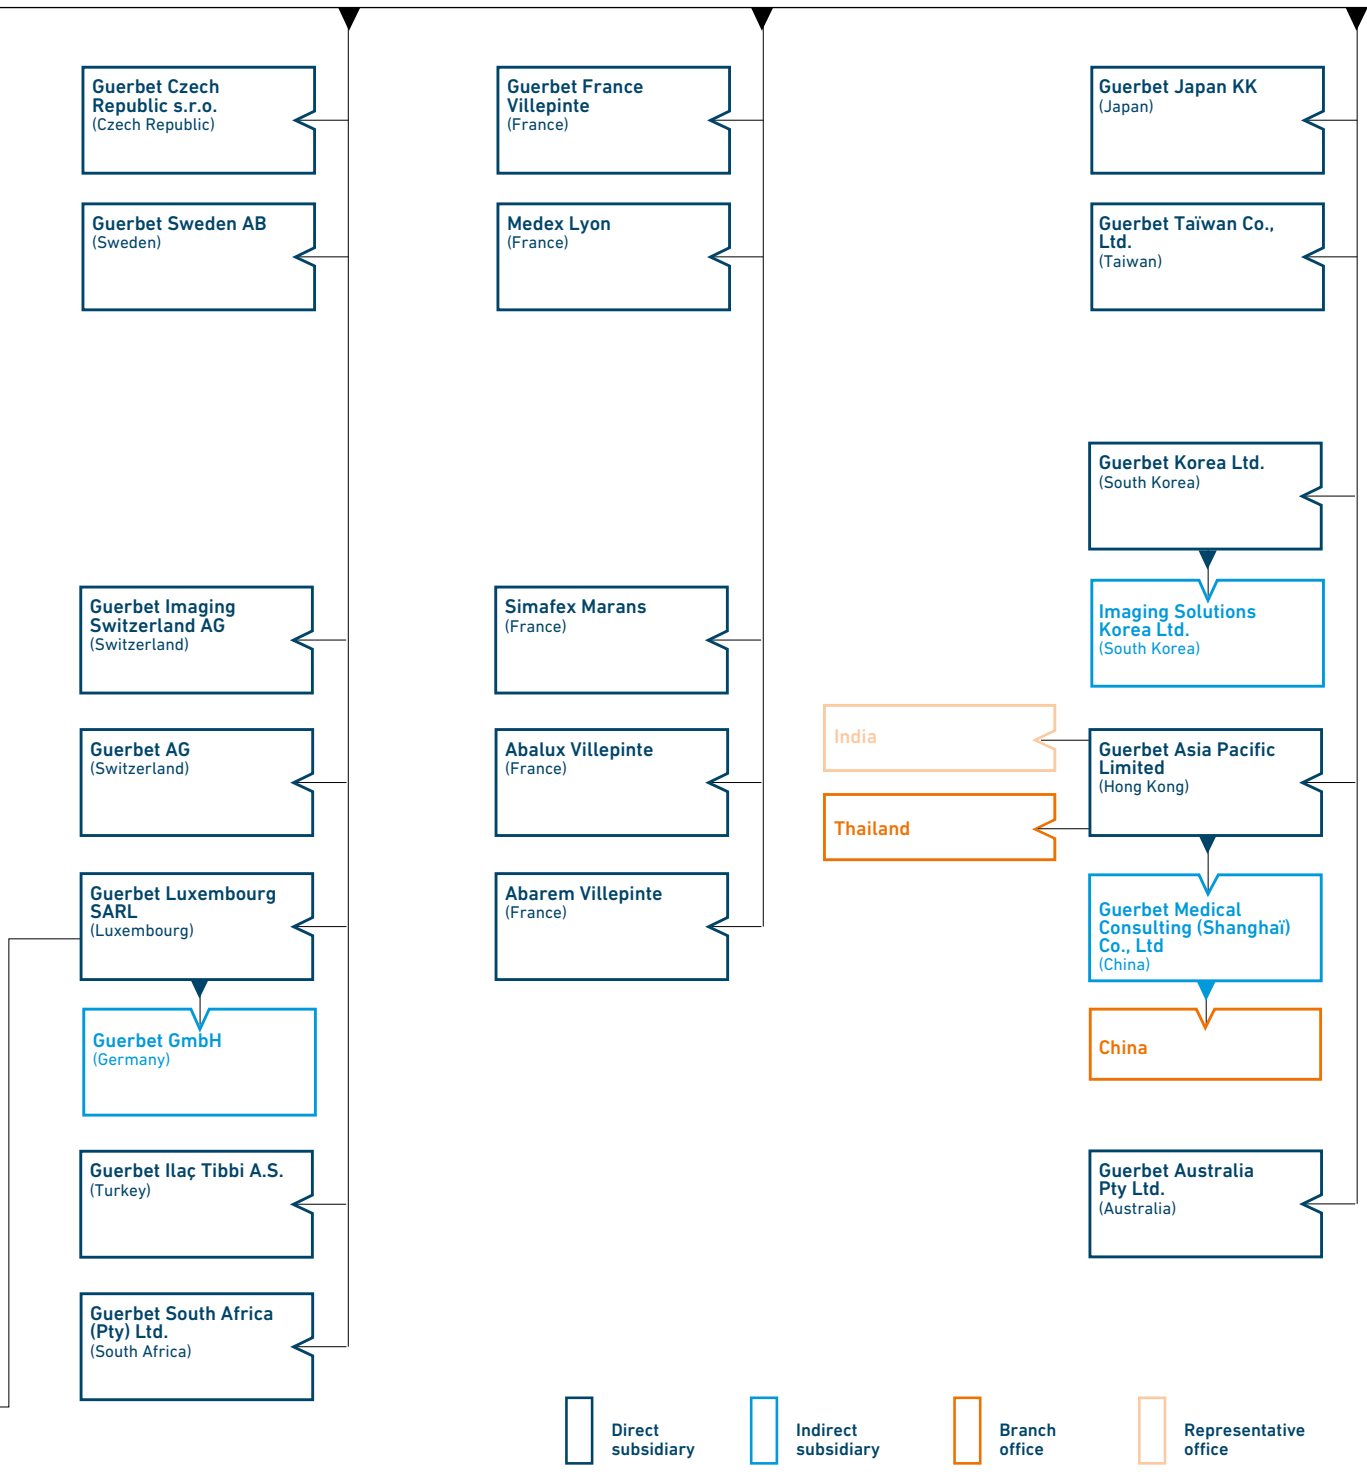 Guerbet Czech
Republic s.r.o.
(Czech Republic)
Guerbet Sweden AB
(Sweden)
Guerbet Imaging
Switzerland AG
(Switzerland)
Guerbet AG
(Switzerland)
Guerbet Luxembourg
SARL
(Luxembourg)
Guerbet GmbH
(Germany)
Guerbet Ilaç Tibbi A.S.
(Turkey)
Guerbet South Africa
(Pty) Ltd.
(South Africa)
Guerbet France
Villepinte
(France)
Medex Lyon
(France)
Simafex Marans
(France)
Abalux Villepinte
(France)
Abarem Villepinte
(France)
Guerbet Japan KK
(Japan)
Guerbet Taïwan Co.,
Ltd.
(Taiwan)
Guerbet Korea Ltd.
(South Korea)
Imaging Solutions
Korea Ltd.
(South Korea)
India
Thailand
Guerbet Asia Pacific
Limited
(Hong Kong)
Guerbet Medical
Consulting (Shanghaï)
Co., Ltd
(China)
China
Guerbet Australia
Pty Ltd.
(Australia)
Direct
subsidiary
Indirect
subsidiary
Branch
office
Representative
office